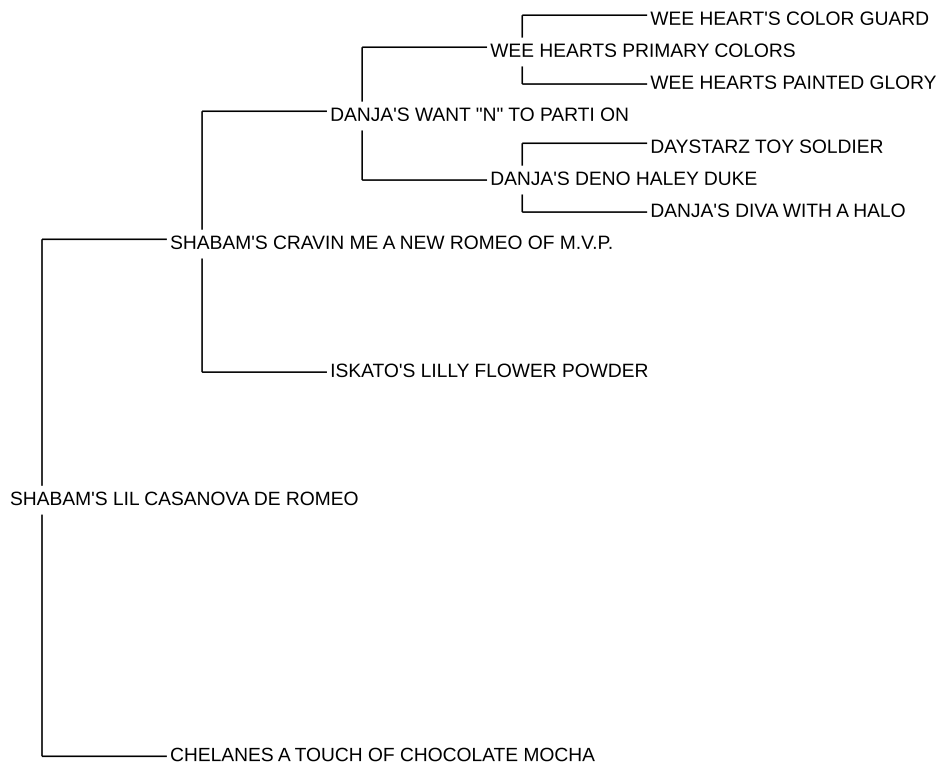 WEE HEART'S COLOR GUARD
WEE HEARTS PRIMARY COLORS
WEE HEARTS PAINTED GLORY
DANJA'S WANT "N" TO PARTI ON
DAYSTARZ TOY SOLDIER
DANJA'S DENO HALEY DUKE
DANJA'S DIVA WITH A HALO
SHABAM'S CRAVIN ME A NEW ROMEO OF M.V.P.
ISKATO'S LILLY FLOWER POWDER
SHABAM'S LIL CASANOVA DE ROMEO
CHELANES A TOUCH OF CHOCOLATE MOCHA